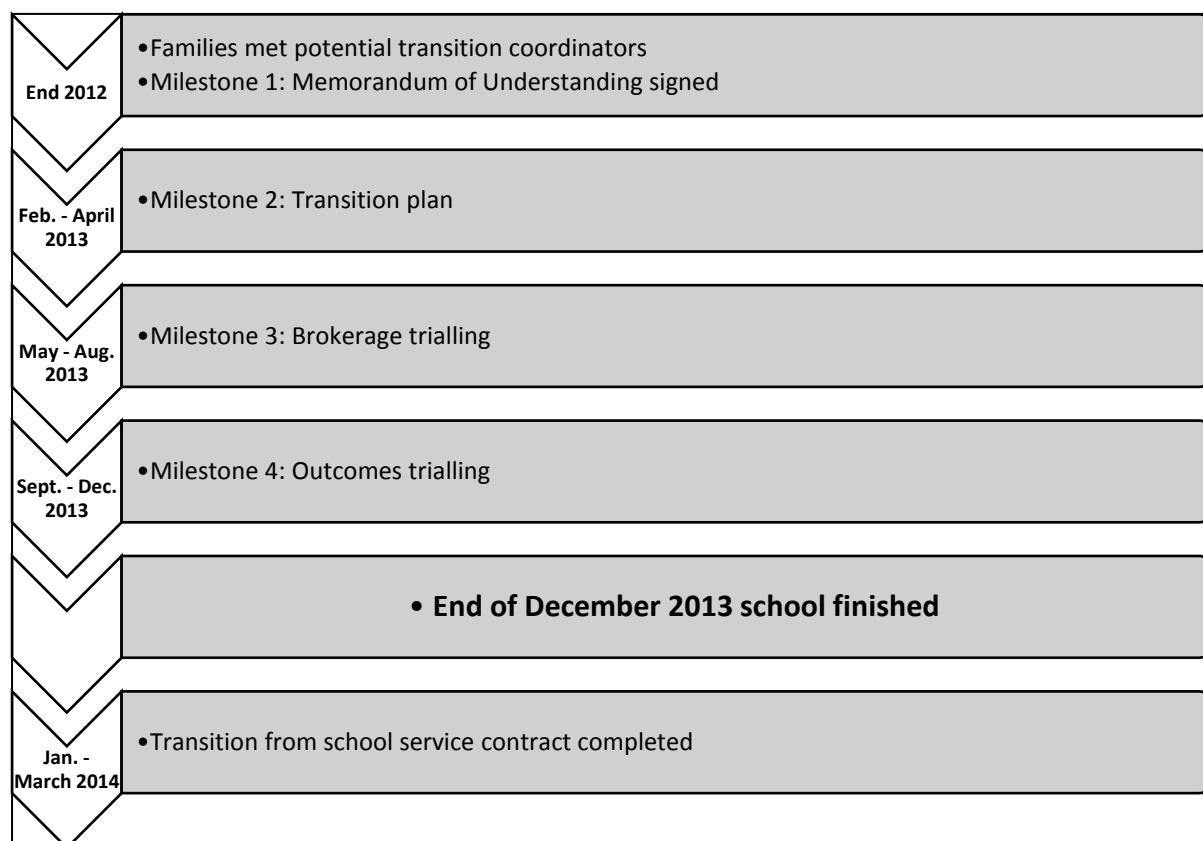 End 2012
•Families met potential transition coordinators
•Milestone 1: Memorandum of Understanding signed
Feb. - April
2013
•Milestone 2: Transition plan
May - Aug.
2013
•Milestone 3: Brokerage trialling
Sept. - Dec.
2013
•Milestone 4: Outcomes trialling
• End of December 2013 school finished
Jan. -
March 2014
•Transition from school service contract completed